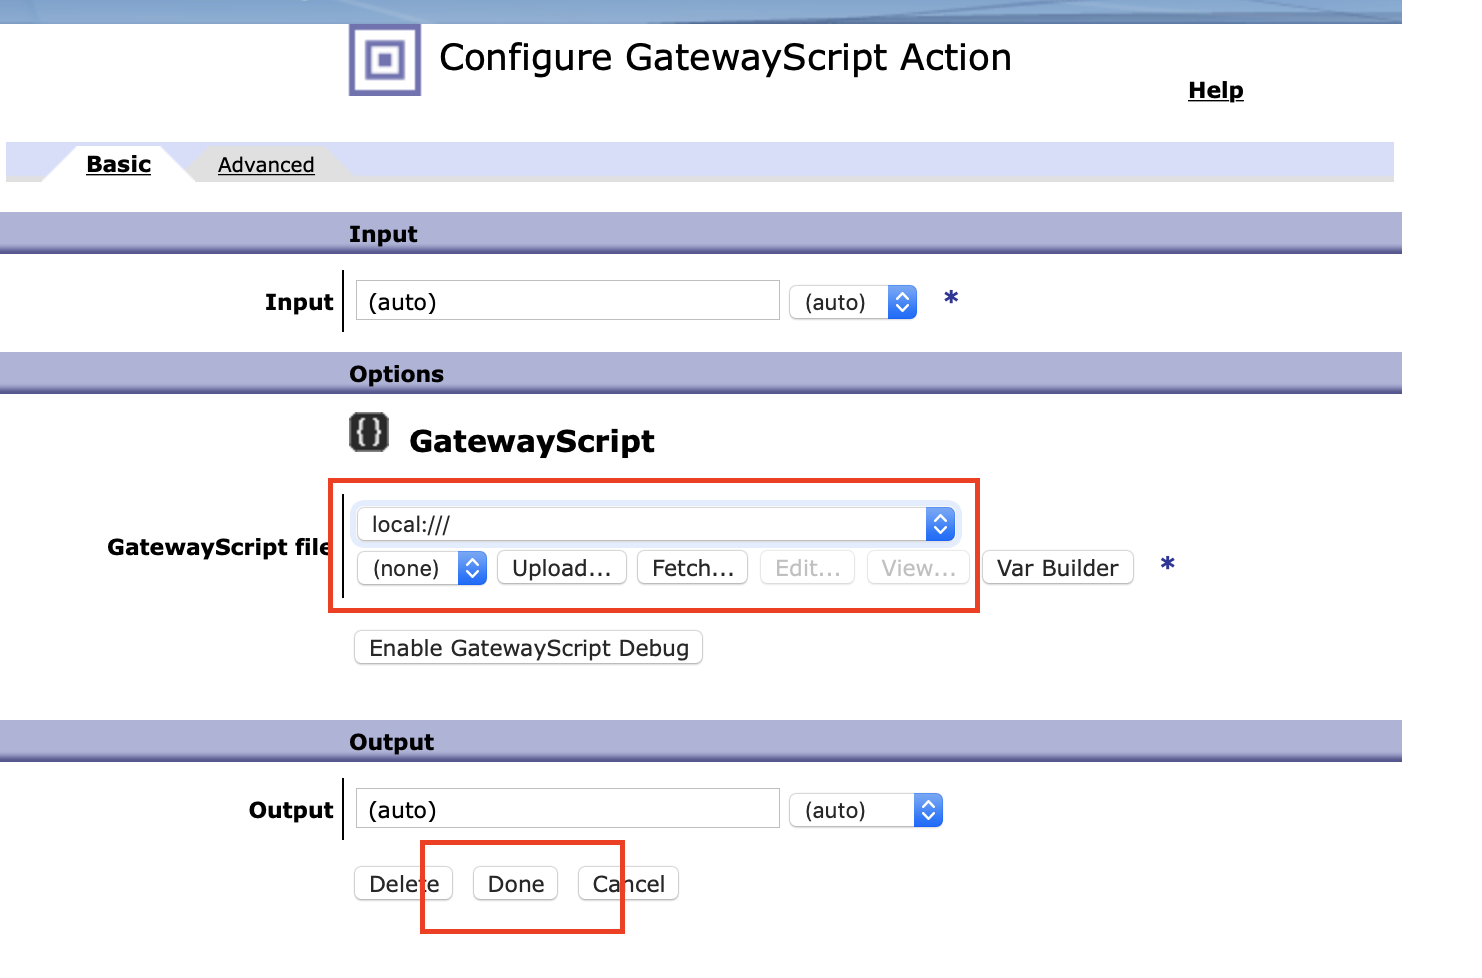 Configure GatewayScript Action
Help
Basic
Advanced
Input
Input
(auto)
(auto)
*
Options
{}
GatewayScript
GatewayScript file
local:///
(none)
Upload...
Fetch...
Edit...
View...
Var Builder
*
Enable GatewayScript Debug
Output
Output
(auto)
(auto)
Delete
Done
Cancel